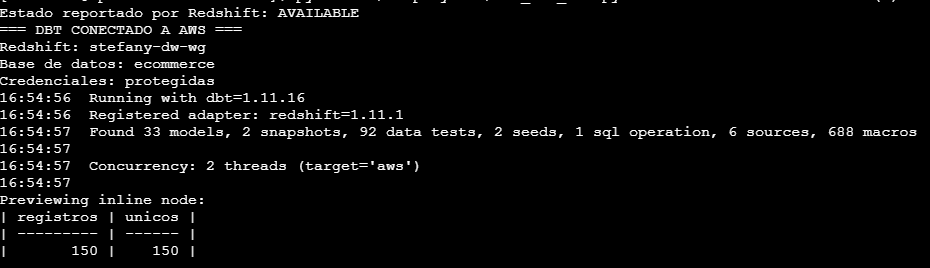 Estado reportado por Redshift: AVAILABLE
=== DBT CONECTADO A AWS ===
Redshift: stefany-dw-wg
Base de datos: ecommerce
Credenciales: protegidas
16:54:56  Running with dbt=1.11.16
16:54:56  Registered adapter: redshift=1.11.1
16:54:57  Found 33 models, 2 snapshots, 92 data tests, 2 seeds, 1 sql operation, 6 sources, 688 macros
16:54:57
16:54:57  Concurrency: 2 threads (target='aws')
16:54:57
Previewing inline node:
| registros | unicos |
| --------- | ------ |
|       150 |    150 |